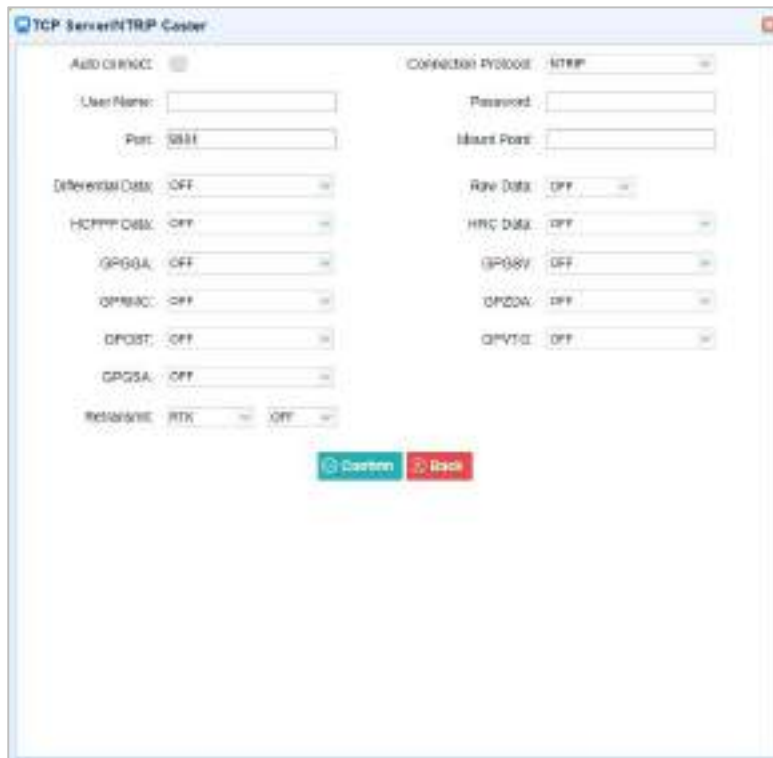 TCP Server/NTRIP Caster
Auto connect: Connection Protocol: NTRIP
User Name: Password:
Port: Mount Point:
Differential Data: OFF Raw Data: OFF
HCPPP Data: OFF HRC Data: OFF
GPGGA: OFF GPGSV: OFF
GPRMC: OFF GPZDA: OFF
GPGST: OFF GPVTG: OFF
GPGSA: OFF
Retransmit: RTK OFF
Confirm Back